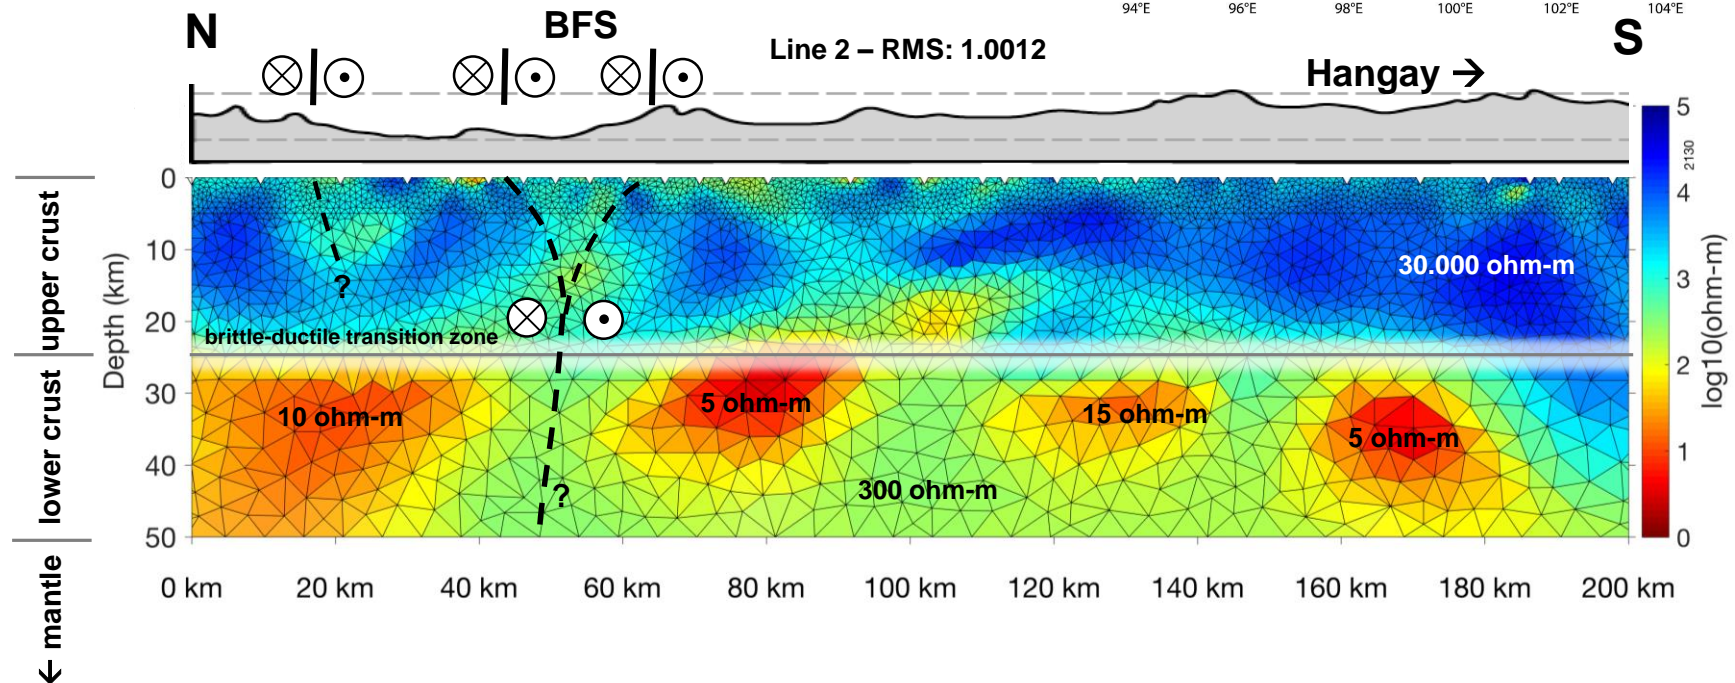 94°E 96°E 98°E 100°E 102°E 104°E
N BFS S
Line 2 – RMS: 1.0012
Hangay →
5
2130
4
3
2
1
0
log10(ohm-m)
upper crust
lower crust
← mantle
Depth (km)
0
10
20
30
40
50
?
30.000 ohm-m
brittle-ductile transition zone
10 ohm-m
5 ohm-m
15 ohm-m
5 ohm-m
300 ohm-m
?
0 km 20 km 40 km 60 km 80 km 100 km 120 km 140 km 160 km 180 km 200 km